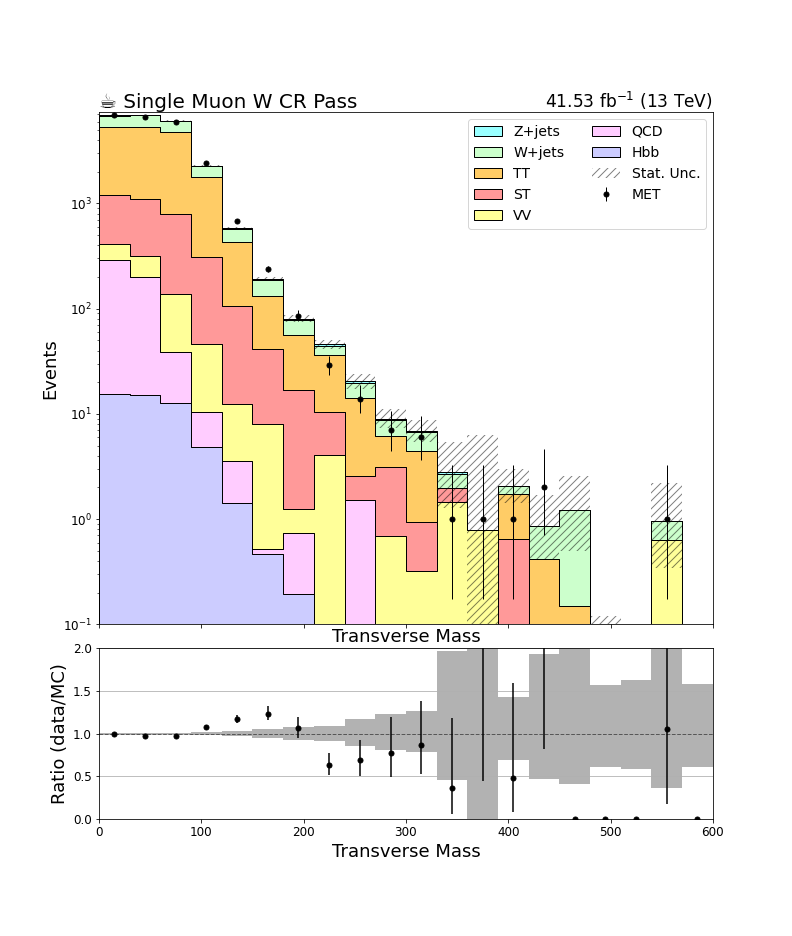 ☕ Single Muon W CR Pass
41.53 fb⁻¹ (13 TeV)
Z+jets
W+jets
TT
ST
VV
QCD
Hbb
Stat. Unc.
MET
Events
10³
10²
10¹
10⁰
10⁻¹
Transverse Mass
Ratio (data/MC)
2.0
1.5
1.0
0.5
0.0
0 100 200 300 400 500 600
Transverse Mass